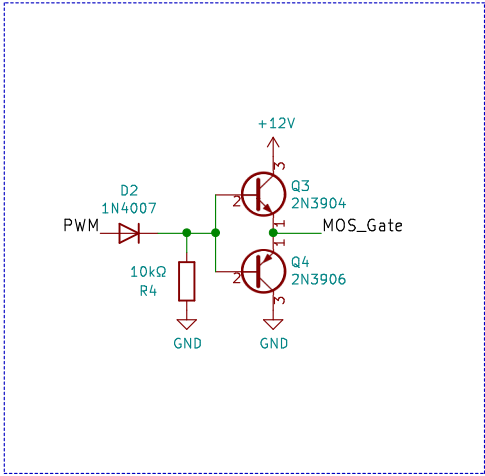 +12V
3
Q3
2N3904
2
1
D2
1N4007
PWM
MOS_Gate
1
Q4
2N3906
2
10kΩ
R4
3
GND
GND